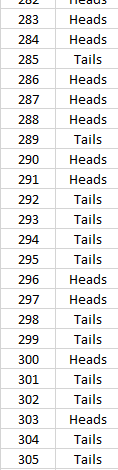 282 Heads
283 Heads
284 Heads
285 Tails
286 Heads
287 Heads
288 Heads
289 Tails
290 Heads
291 Heads
292 Tails
293 Tails
294 Tails
295 Tails
296 Heads
297 Heads
298 Tails
299 Tails
300 Heads
301 Tails
302 Tails
303 Heads
304 Tails
305 Tails